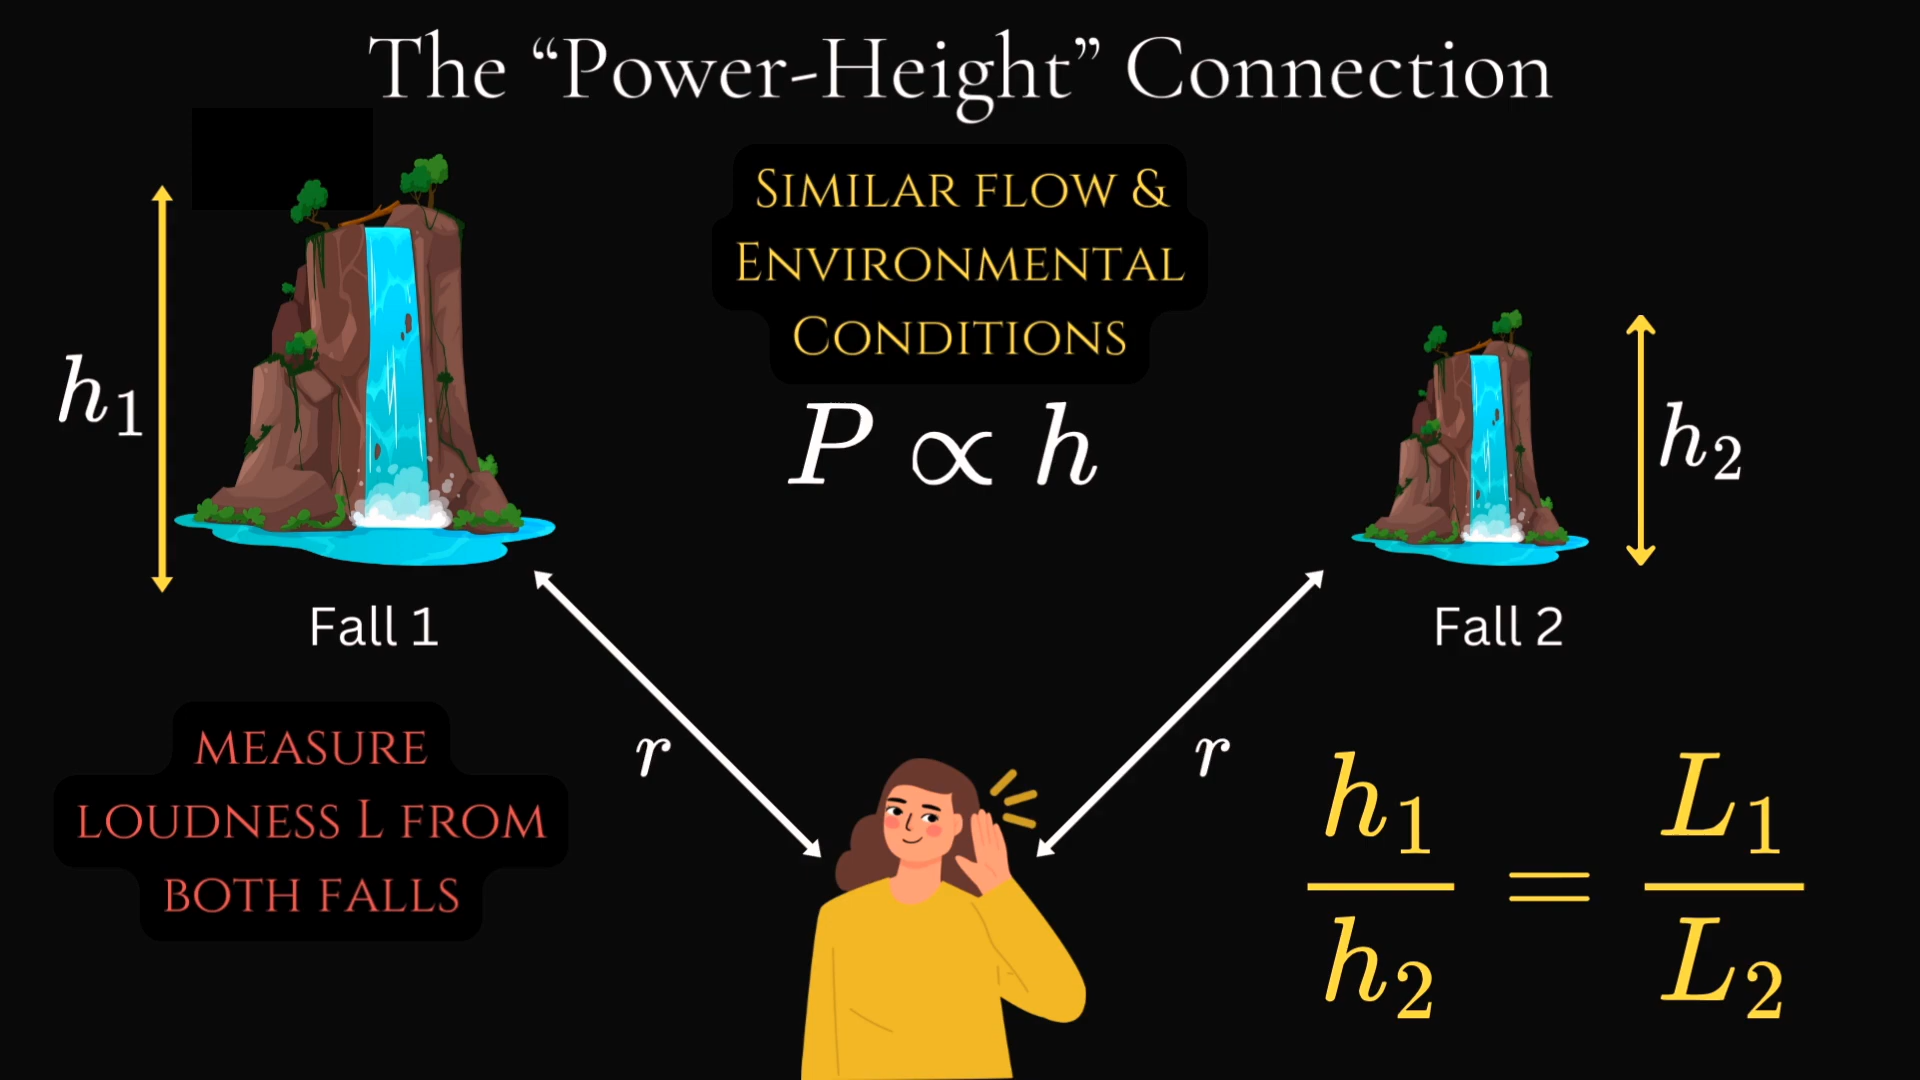 The “Power-Height” Connection
Similar flow &
Environmental
Conditions
P ∝ h
h₁
h₂
Fall 1
Fall 2
r
r
measure
loudness L from
both falls
h₁/h₂ = L₁/L₂